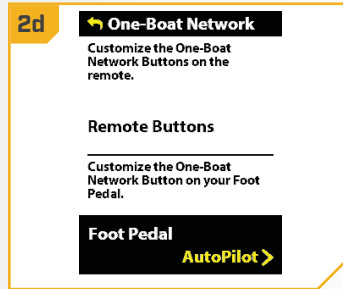 2d
One-Boat Network
Customize the One-Boat
Network Buttons on the
remote.
Remote Buttons
Customize the One-Boat
Network Button on your Foot
Pedal.
Foot Pedal
AutoPilot >